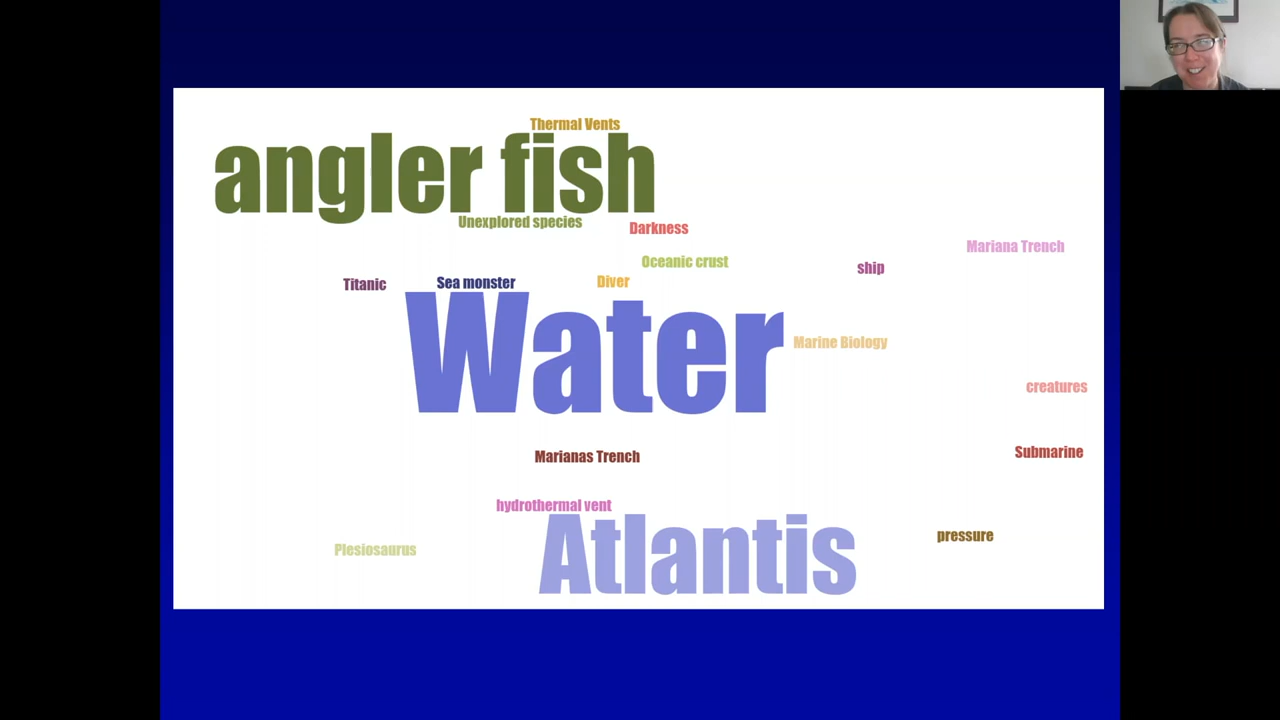 Thermal Vents
angler fish
Unexplored species
Darkness
Mariana Trench
Oceanic crust
ship
Titanic
Sea monster
Diver
Water
Marine Biology
creatures
Submarine
Marianas Trench
hydrothermal vent
Atlantis
pressure
Plesiosaurus